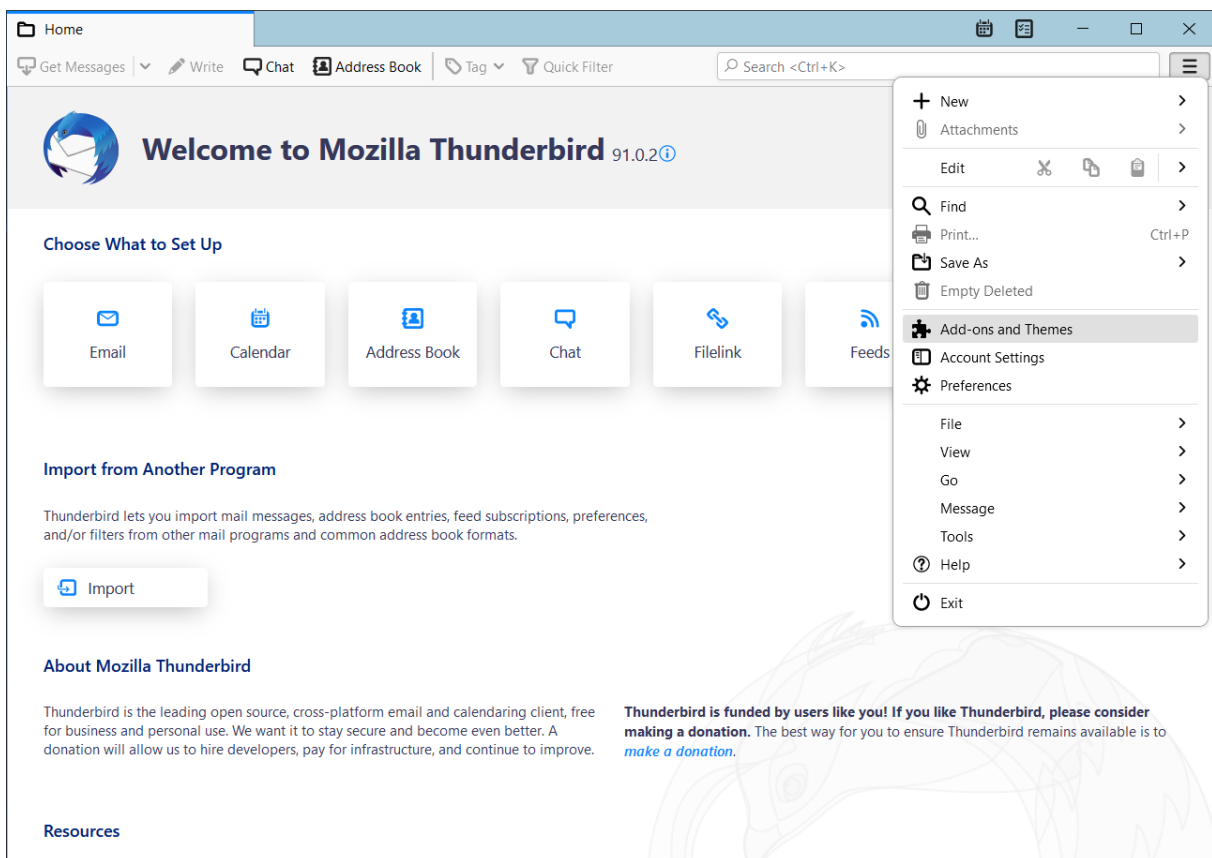 Home
Get Messages Write Chat Address Book Tag Quick Filter Search <Ctrl+K>
Welcome to Mozilla Thunderbird 91.0.2
Choose What to Set Up
Email Calendar Address Book Chat Filelink Feeds
Import from Another Program
Thunderbird lets you import mail messages, address book entries, feed subscriptions, preferences,
and/or filters from other mail programs and common address book formats.
Import
About Mozilla Thunderbird
Thunderbird is the leading open source, cross-platform email and calendaring client, free
for business and personal use. We want it to stay secure and become even better. A
donation will allow us to hire developers, pay for infrastructure, and continue to improve.
Thunderbird is funded by users like you! If you like Thunderbird, please consider
making a donation. The best way for you to ensure Thunderbird remains available is to
make a donation.
Resources
New
Attachments
Edit
Find
Print... Ctrl+P
Save As
Empty Deleted
Add-ons and Themes
Account Settings
Preferences
File
View
Go
Message
Tools
Help
Exit